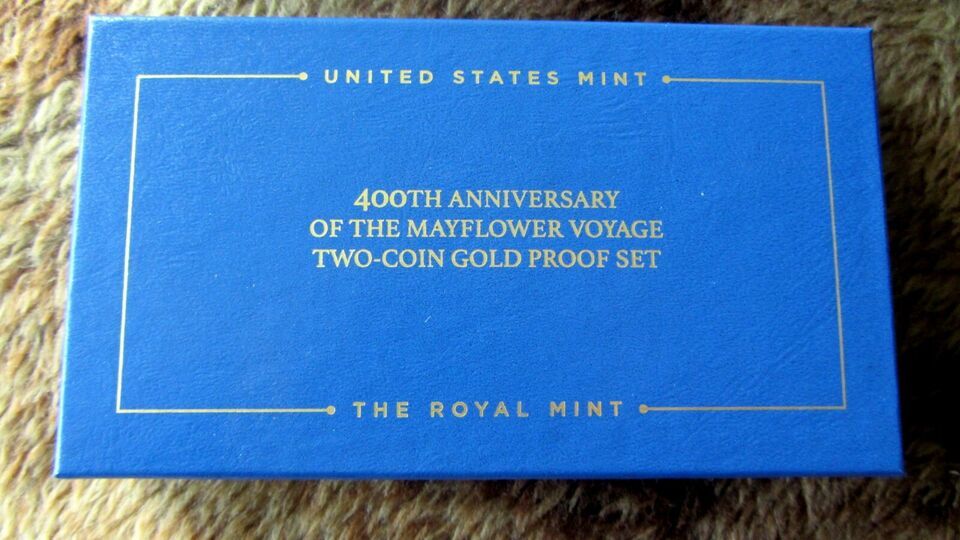 UNITED STATES MINT
400TH ANNIVERSARY
OF THE MAYFLOWER VOYAGE
TWO-COIN GOLD PROOF SET
THE ROYAL MINT